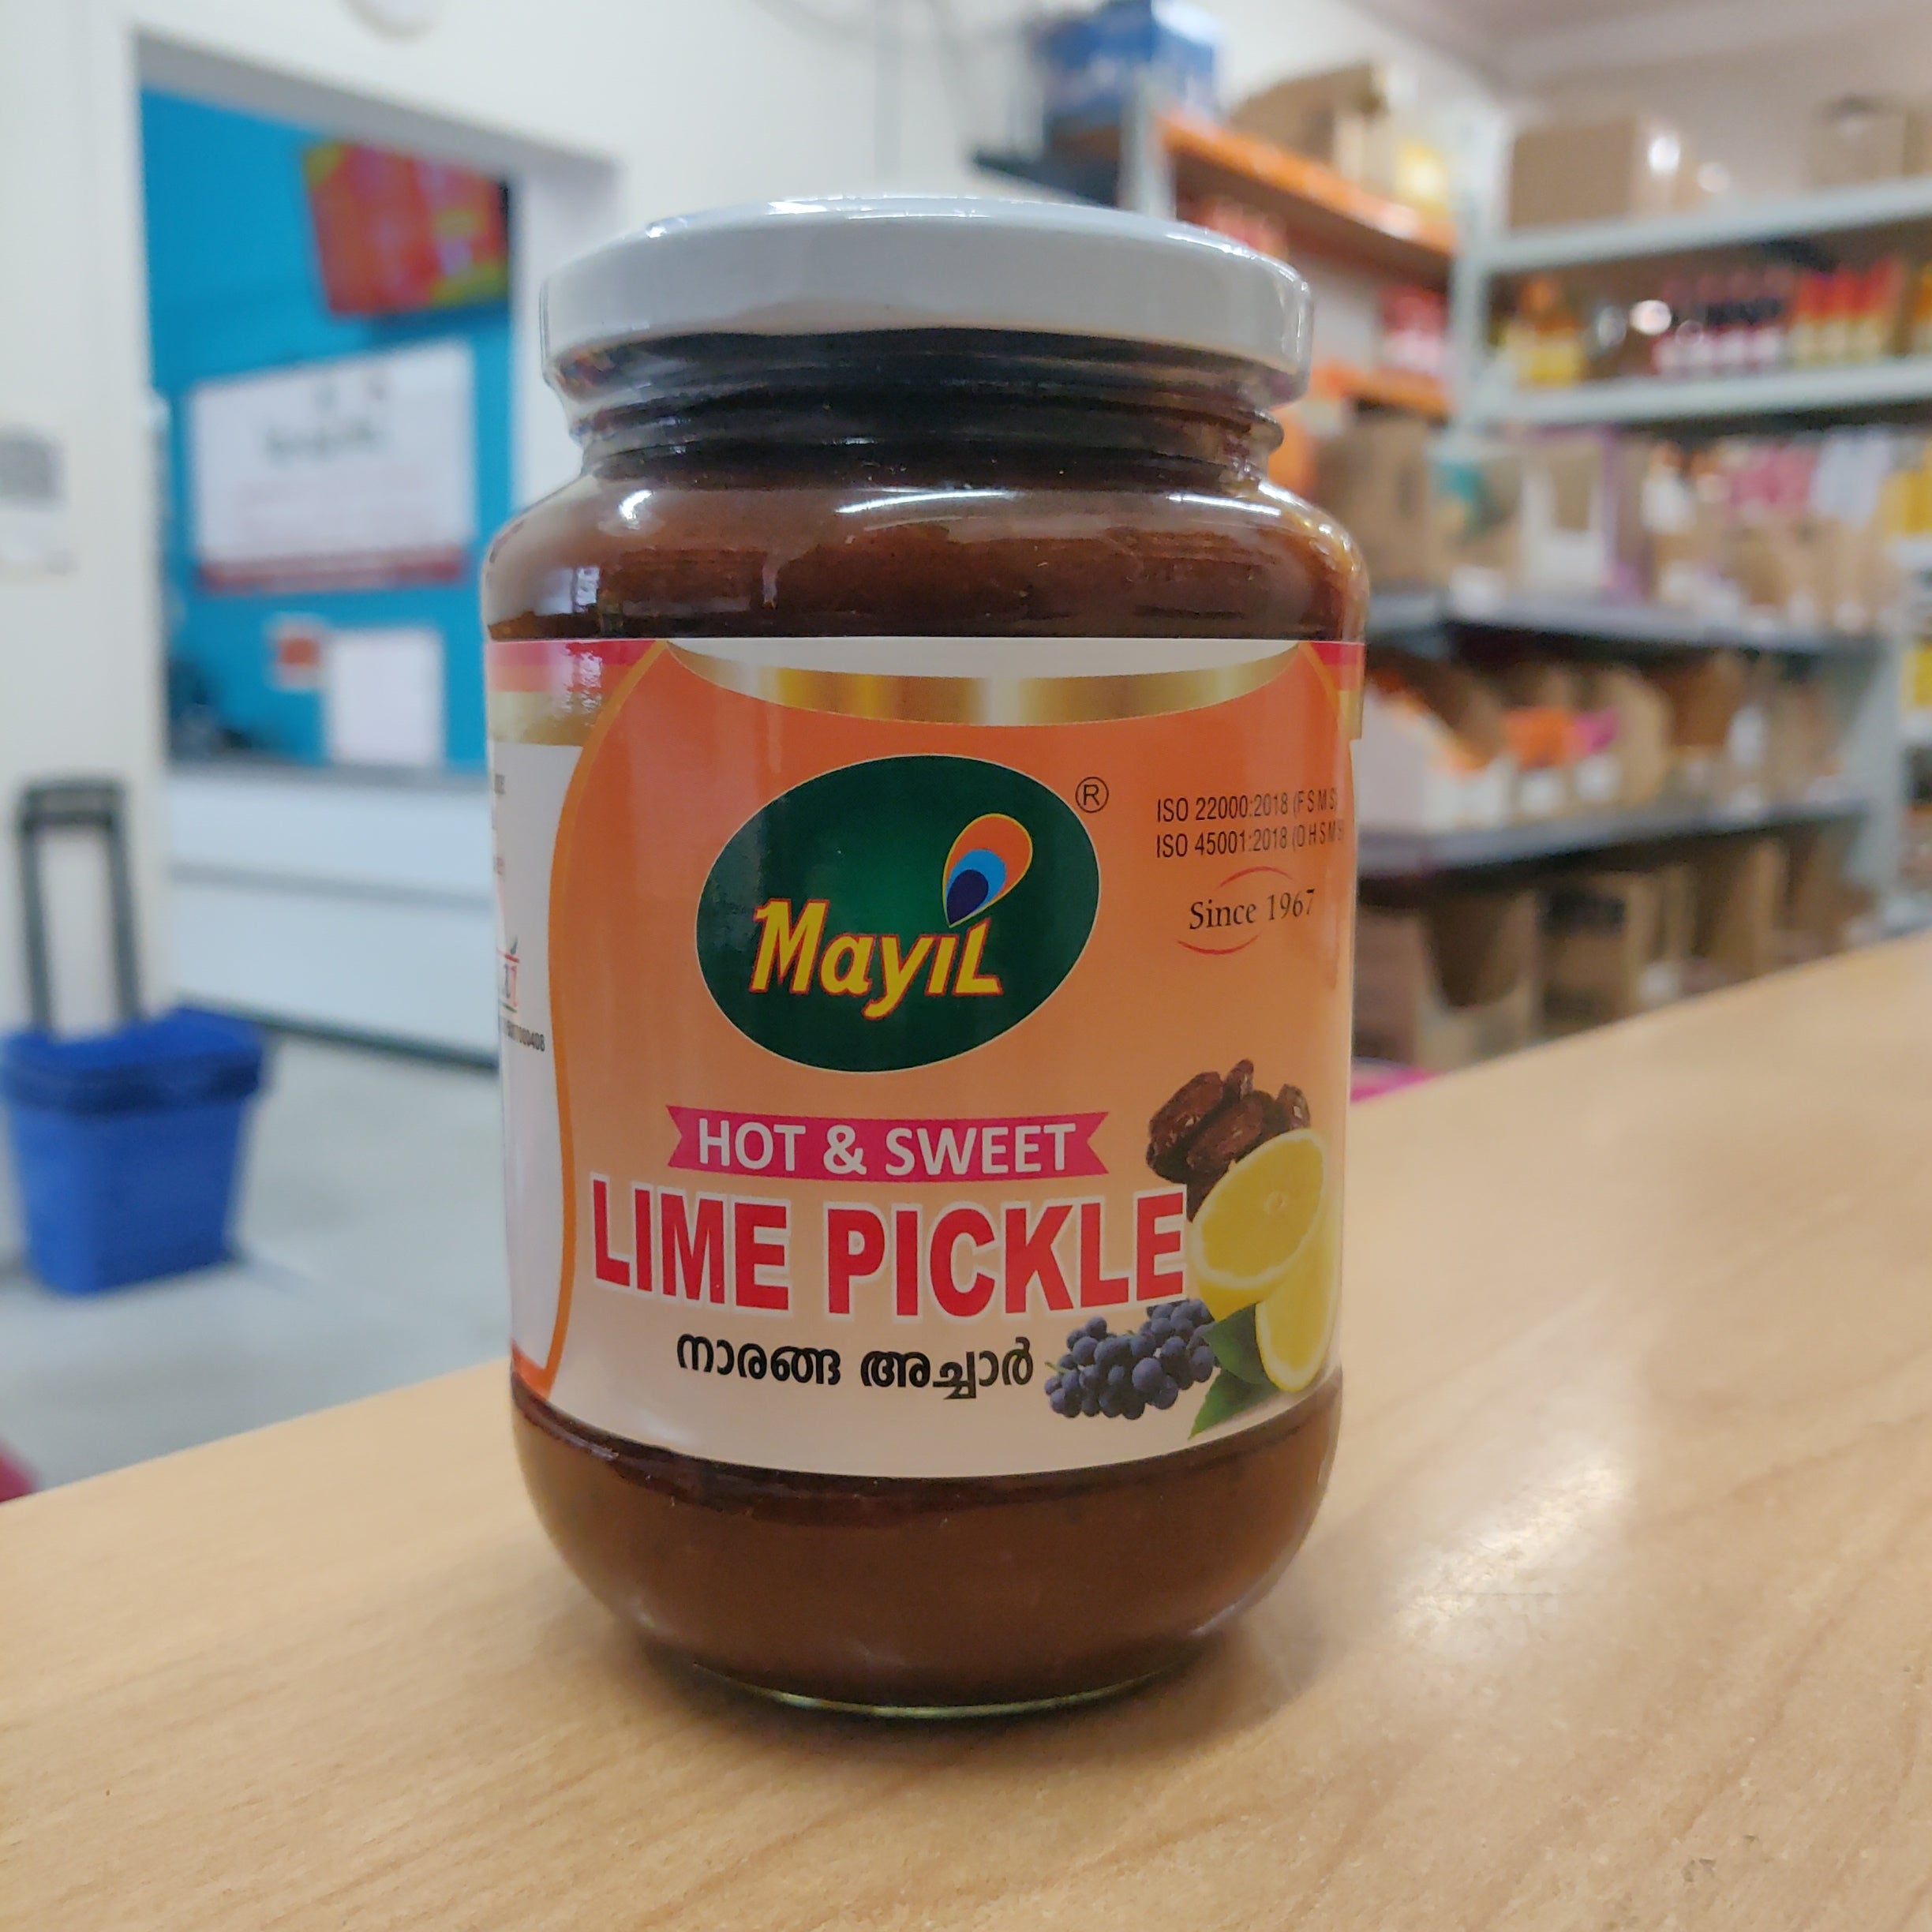 Mayil
®
ISO 22000:2018 (FSMS)
ISO 45001:2018 (OHSMS)
Since 1967
HOT & SWEET
LIME PICKLE
നാരങ്ങ അച്ചാർ